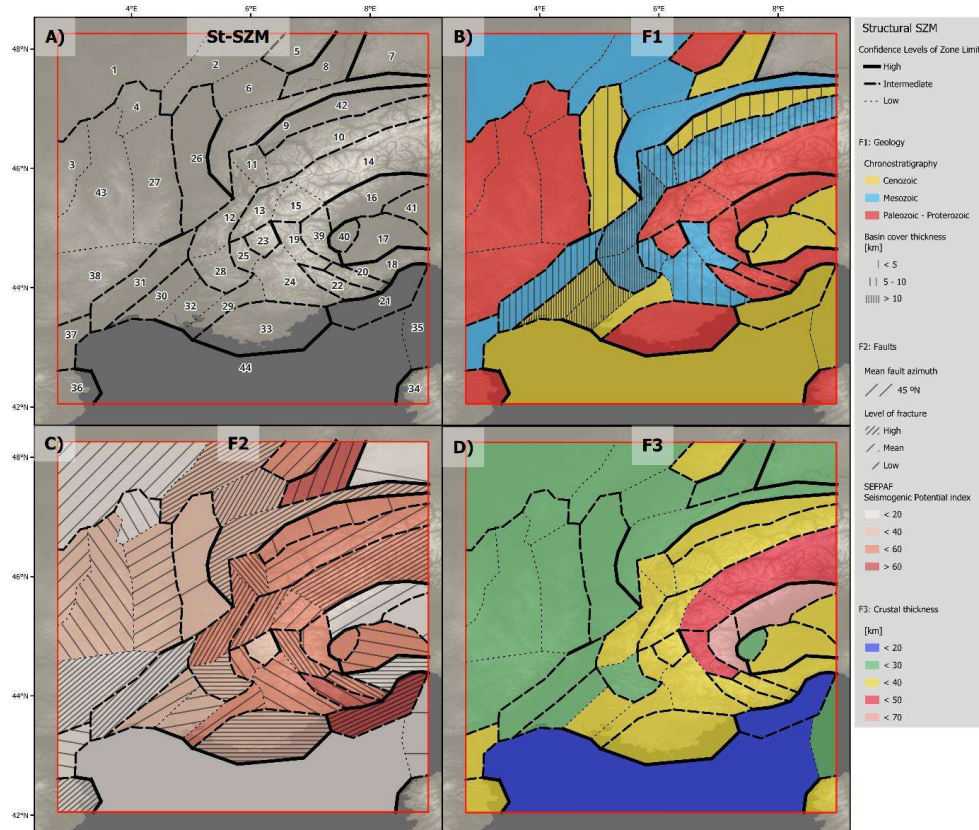 4°E
6°E
8°E
4°E
6°E
8°E
48°N
46°N
44°N
42°N
A)
St-SZM
1
2
3
4
5
6
7
8
9
10
11
12
13
14
15
16
17
18
19
20
21
22
23
24
25
26
27
28
29
30
31
32
33
34
35
36
37
38
39
40
41
42
43
44
B)
F1
C)
F2
48°N
46°N
44°N
42°N
D)
F3
Structural SZM
Confidence Levels of Zone Limit
High
Intermediate
Low
F1: Geology
Chronostratigraphy
Cenozoic
Mesozoic
Paleozoic - Proterozoic
Basin cover thickness
[km]
< 5
5 - 10
> 10
F2: Faults
Mean fault azimuth
45 ºN
Level of fracture
High
Mean
Low
SEFPAF
Seismogenic Potential index
< 20
< 40
< 60
> 60
F3: Crustal thickness
[km]
< 20
< 30
< 40
< 50
< 70